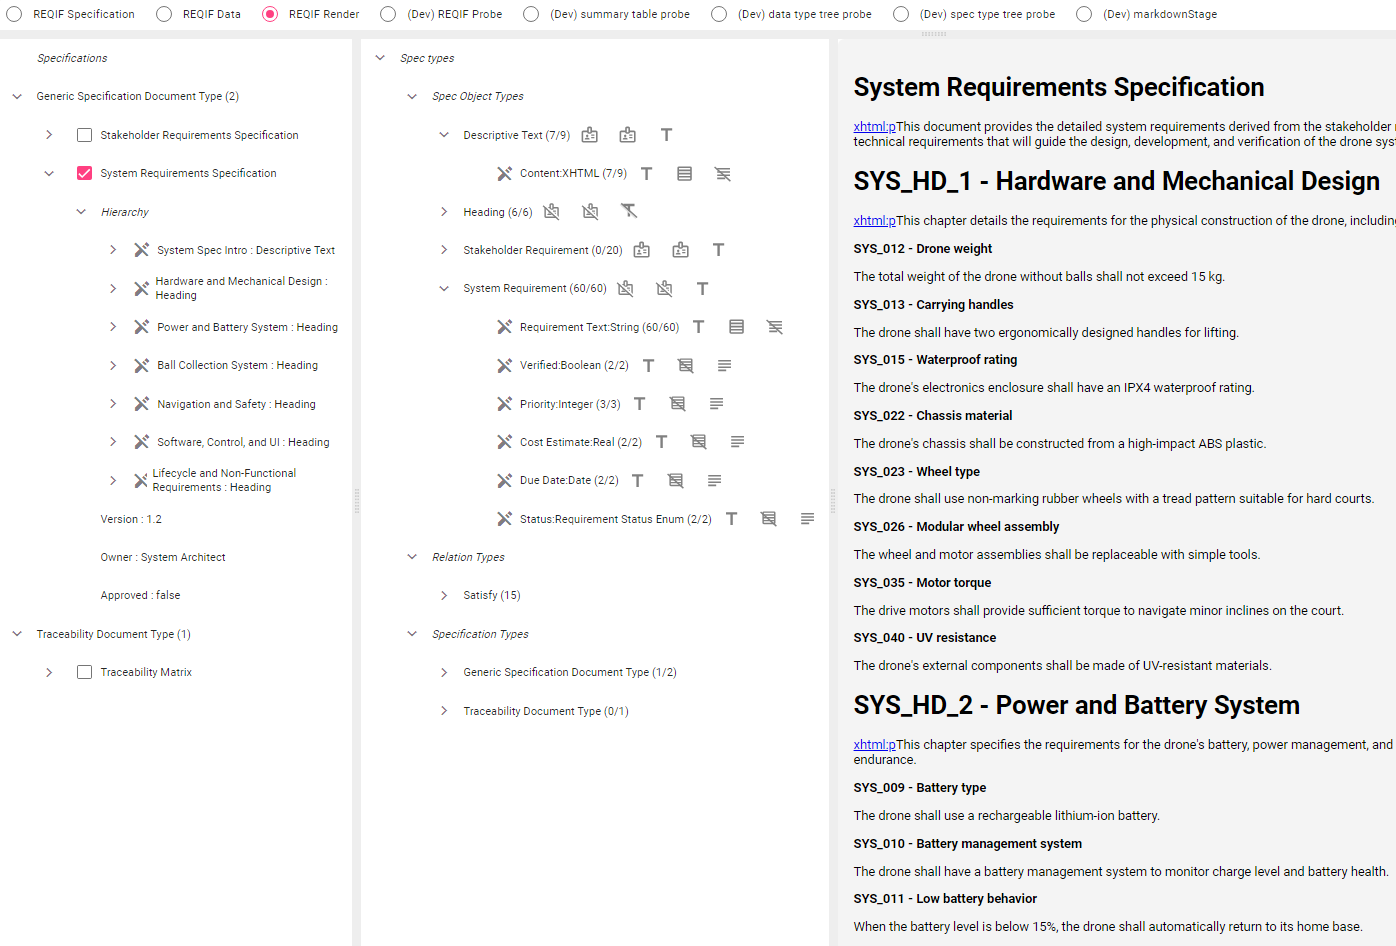 REQIF Specification
REQIF Data
REQIF Render
(Dev) REQIF Probe
(Dev) summary table probe
(Dev) data type tree probe
(Dev) spec type tree probe
(Dev) markdownStage
Specifications
Generic Specification Document Type (2)
Stakeholder Requirements Specification
System Requirements Specification
Hierarchy
System Spec Intro : Descriptive Text
Hardware and Mechanical Design :
Heading
Power and Battery System : Heading
Ball Collection System : Heading
Navigation and Safety : Heading
Software, Control, and UI : Heading
Lifecycle and Non-Functional
Requirements : Heading
Version : 1.2
Owner : System Architect
Approved : false
Traceability Document Type (1)
Traceability Matrix
Spec types
Spec Object Types
Descriptive Text (7/9)
Content:XHTML (7/9)
Heading (6/6)
Stakeholder Requirement (0/20)
System Requirement (60/60)
Requirement Text:String (60/60)
Verified:Boolean (2/2)
Priority:Integer (3/3)
Cost Estimate:Real (2/2)
Due Date:Date (2/2)
Status:Requirement Status Enum (2/2)
Relation Types
Satisfy (15)
Specification Types
Generic Specification Document Type (1/2)
Traceability Document Type (0/1)
System Requirements Specification
xhtml:pThis document provides the detailed system requirements derived from the stakeholder
technical requirements that will guide the design, development, and verification of the drone sys
SYS_HD_1 - Hardware and Mechanical Design
xhtml:pThis chapter details the requirements for the physical construction of the drone, including
SYS_012 - Drone weight
The total weight of the drone without balls shall not exceed 15 kg.
SYS_013 - Carrying handles
The drone shall have two ergonomically designed handles for lifting.
SYS_015 - Waterproof rating
The drone's electronics enclosure shall have an IPX4 waterproof rating.
SYS_022 - Chassis material
The drone's chassis shall be constructed from a high-impact ABS plastic.
SYS_023 - Wheel type
The drone shall use non-marking rubber wheels with a tread pattern suitable for hard courts.
SYS_026 - Modular wheel assembly
The wheel and motor assemblies shall be replaceable with simple tools.
SYS_035 - Motor torque
The drive motors shall provide sufficient torque to navigate minor inclines on the court.
SYS_040 - UV resistance
The drone's external components shall be made of UV-resistant materials.
SYS_HD_2 - Power and Battery System
xhtml:pThis chapter specifies the requirements for the drone's battery, power management, and
endurance.
SYS_009 - Battery type
The drone shall use a rechargeable lithium-ion battery.
SYS_010 - Battery management system
The drone shall have a battery management system to monitor charge level and battery health.
SYS_011 - Low battery behavior
When the battery level is below 15%, the drone shall automatically return to its home base.